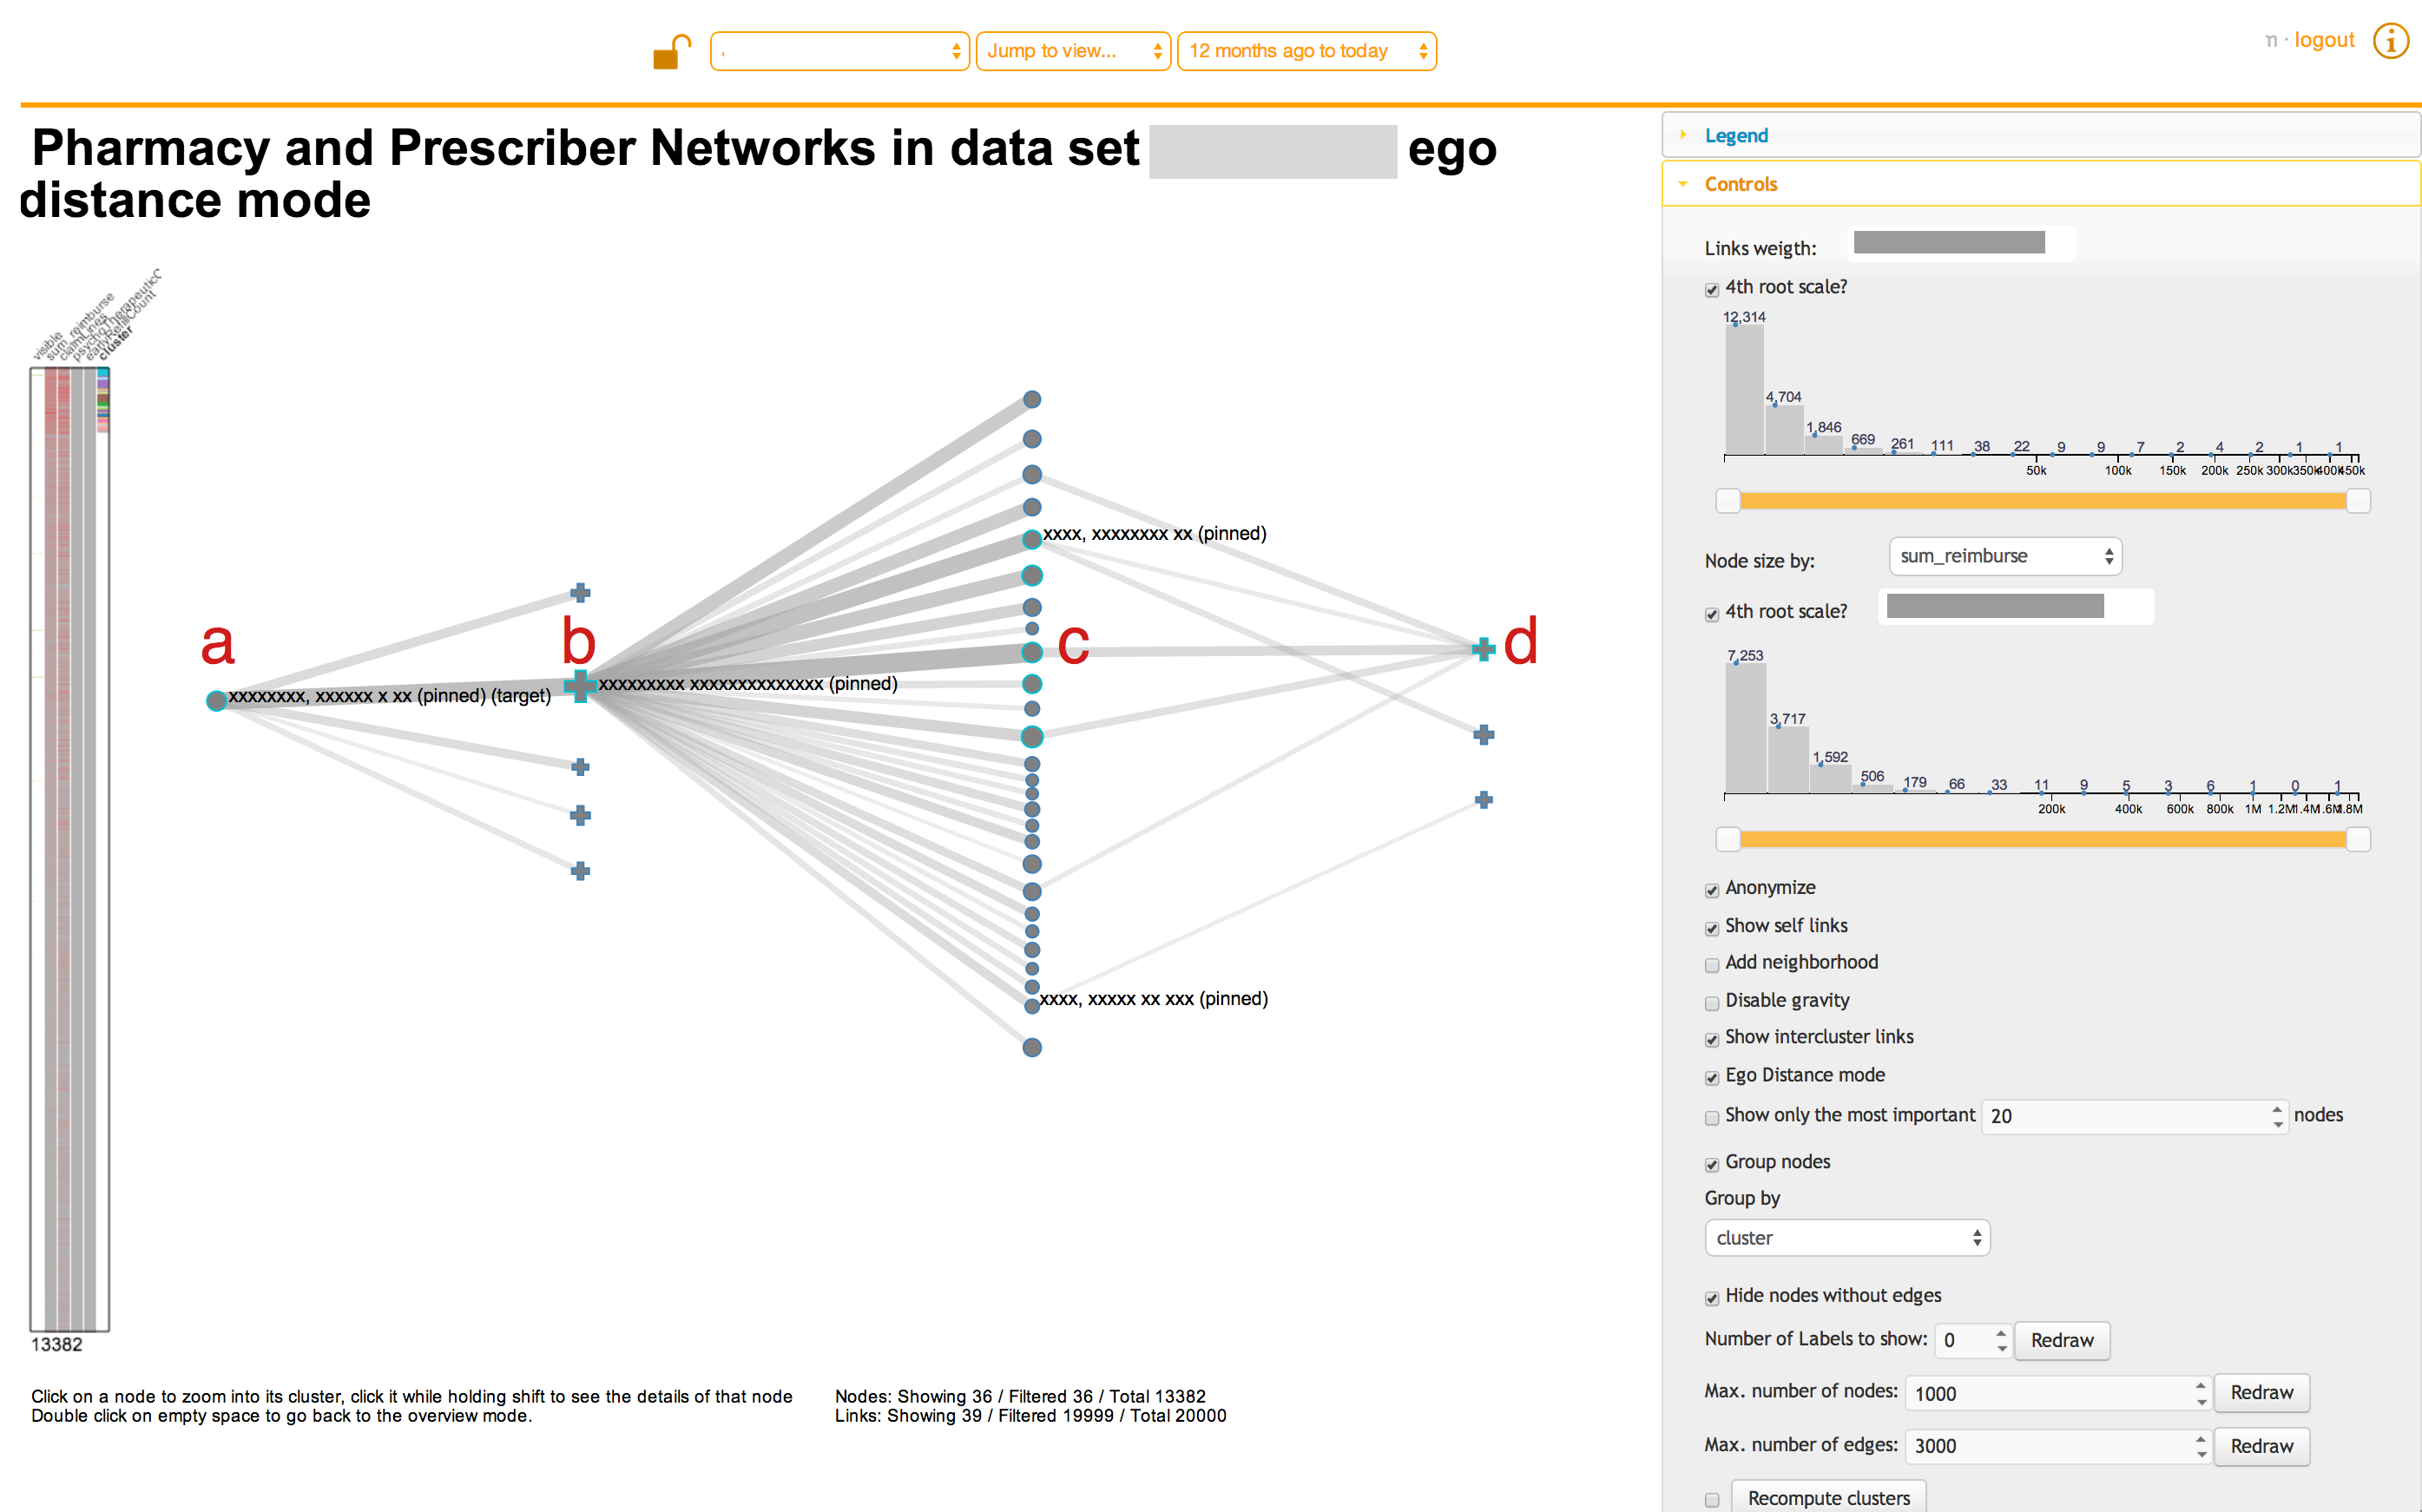 Jump to view...
12 months ago to today
n · logout
i
Pharmacy and Prescriber Networks in data set ego
distance mode
Legend
Controls
Links weigth:
4th root scale?
12,314
4,704
1,846
669 261 111 38 22 9 9 7 2 4 2 1 1
50k 100k 150k 200k 250k 300k 350k 400k 450k
Node size by: sum_reimburse
4th root scale?
7,253
3,717
1,592
506 179 66 33 11 9 5 3 6 1 0 1
200k 400k 600k 800k 1M 1.2M 1.4M 1.6M 1.8M
Anonymize
Show self links
Add neighborhood
Disable gravity
Show intercluster links
Ego Distance mode
Show only the most important 20 nodes
Group nodes
Group by
cluster
Hide nodes without edges
Number of Labels to show: 0 Redraw
Max. number of nodes: 1000 Redraw
Max. number of edges: 3000 Redraw
Recompute clusters
visible
sum_reimburse
claimLines
psychoTherapeuticC
earlyRefillCount
cluster
13382
a
b
c
d
xxxxxxxx, xxxxxx x xx (pinned) (target)
xxxxxxxxx xxxxxxxxxxxxxx (pinned)
xxxx, xxxxxxxx xx (pinned)
xxxx, xxxxx xx xxx (pinned)
Click on a node to zoom into its cluster, click it while holding shift to see the details of that node
Double click on empty space to go back to the overview mode.
Nodes: Showing 36 / Filtered 36 / Total 13382
Links: Showing 39 / Filtered 19999 / Total 20000